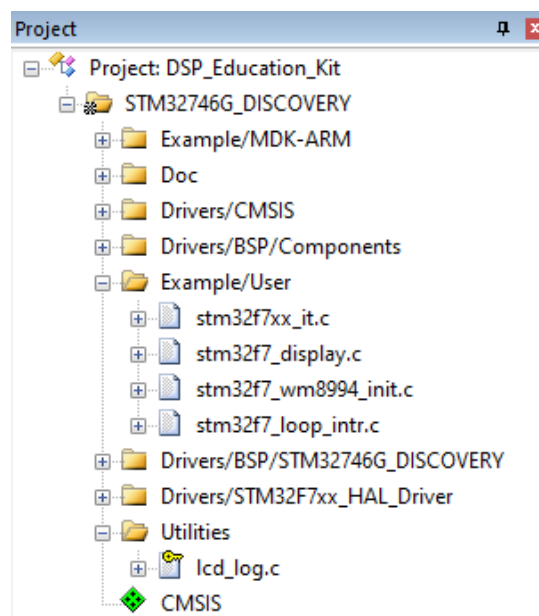 Project
Project: DSP_Education_Kit
STM32746G_DISCOVERY
Example/MDK-ARM
Doc
Drivers/CMSIS
Drivers/BSP/Components
Example/User
stm32f7xx_it.c
stm32f7_display.c
stm32f7_wm8994_init.c
stm32f7_loop_intr.c
Drivers/BSP/STM32746G_DISCOVERY
Drivers/STM32F7xx_HAL_Driver
Utilities
lcd_log.c
CMSIS